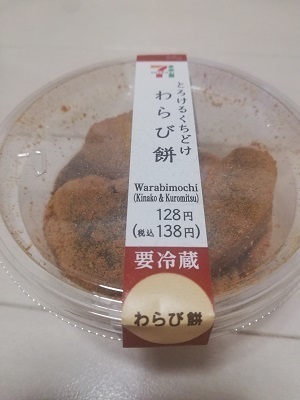 とろけるくちどけ
わらび餅
Warabimochi
(Kinako & Kuromitsu)
128円
(税込138円)
要冷蔵
わらび餅